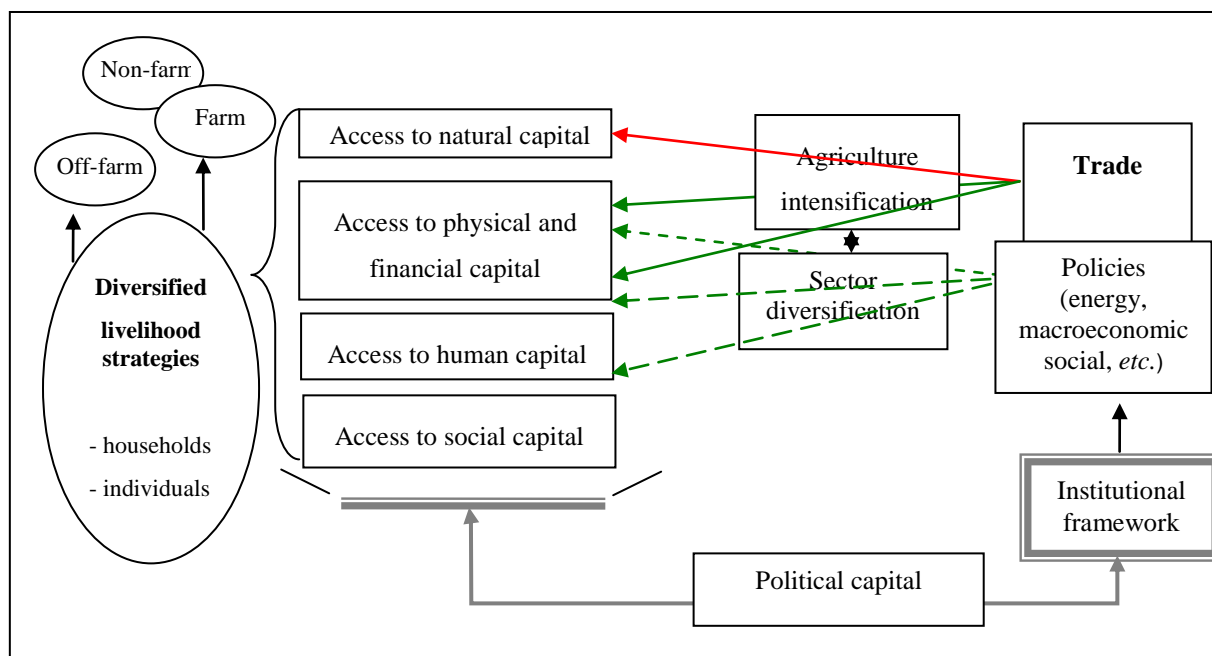 Non-farm
Farm
Off-farm
Diversified
livelihood
strategies
- households
- individuals
Access to natural capital
Access to physical and
financial capital
Access to human capital
Access to social capital
Agriculture
intensification
Sector
diversification
Trade
Policies
(energy,
macroeconomic
social, etc.)
Institutional
framework
Political capital